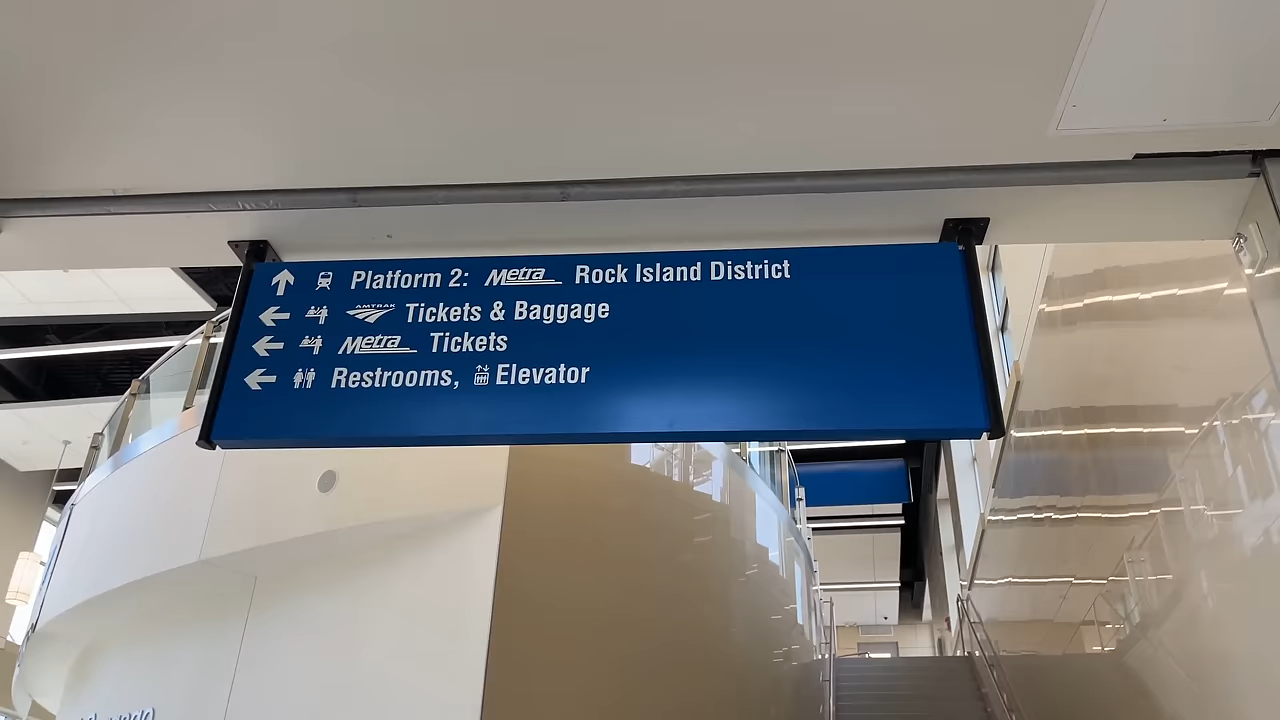 Platform 2: Metra Rock Island District
AMTRAK Tickets & Baggage
Metra Tickets
Restrooms, Elevator